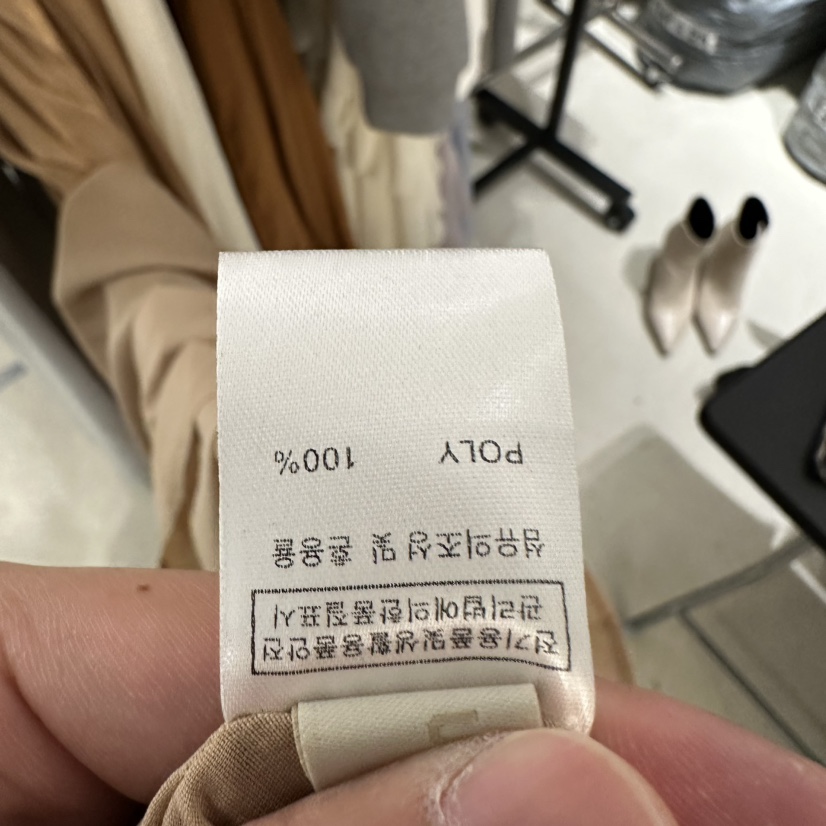 전기용품및생활용품안전
관리법에의한품질표시
섬유의조성 및 혼용율
POLY 100%